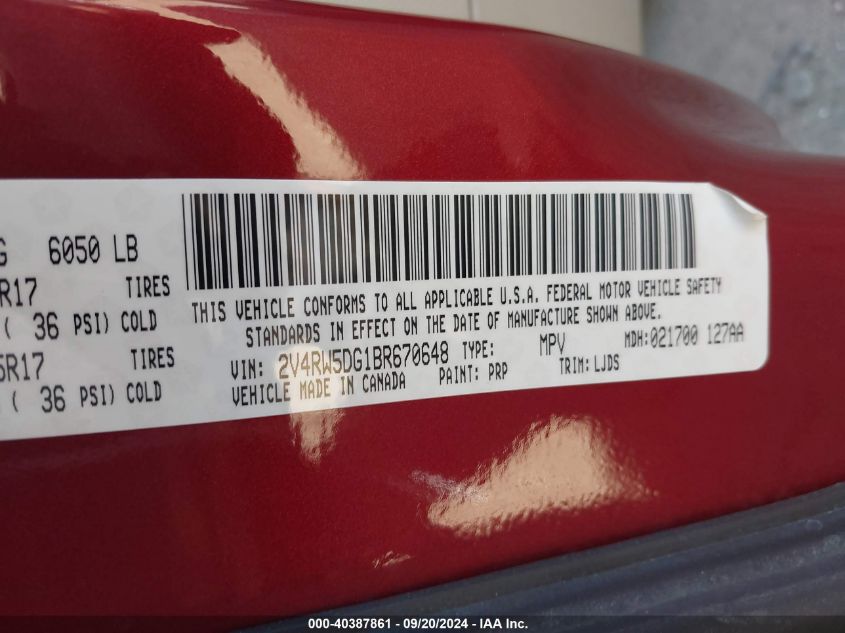 G 6050 LB
R17 TIRES
( 36 PSI) COLD
5R17 TIRES
( 36 PSI) COLD
THIS VEHICLE CONFORMS TO ALL APPLICABLE U.S.A. FEDERAL MOTOR VEHICLE SAFETY
STANDARDS IN EFFECT ON THE DATE OF MANUFACTURE SHOWN ABOVE.
VIN: 2V4RW5DG1BR670648 TYPE: MPV MDH:021700 127AA
VEHICLE MADE IN CANADA PAINT: PRP TRIM: LJDS
000-40387861 - 09/20/2024 - IAA Inc.